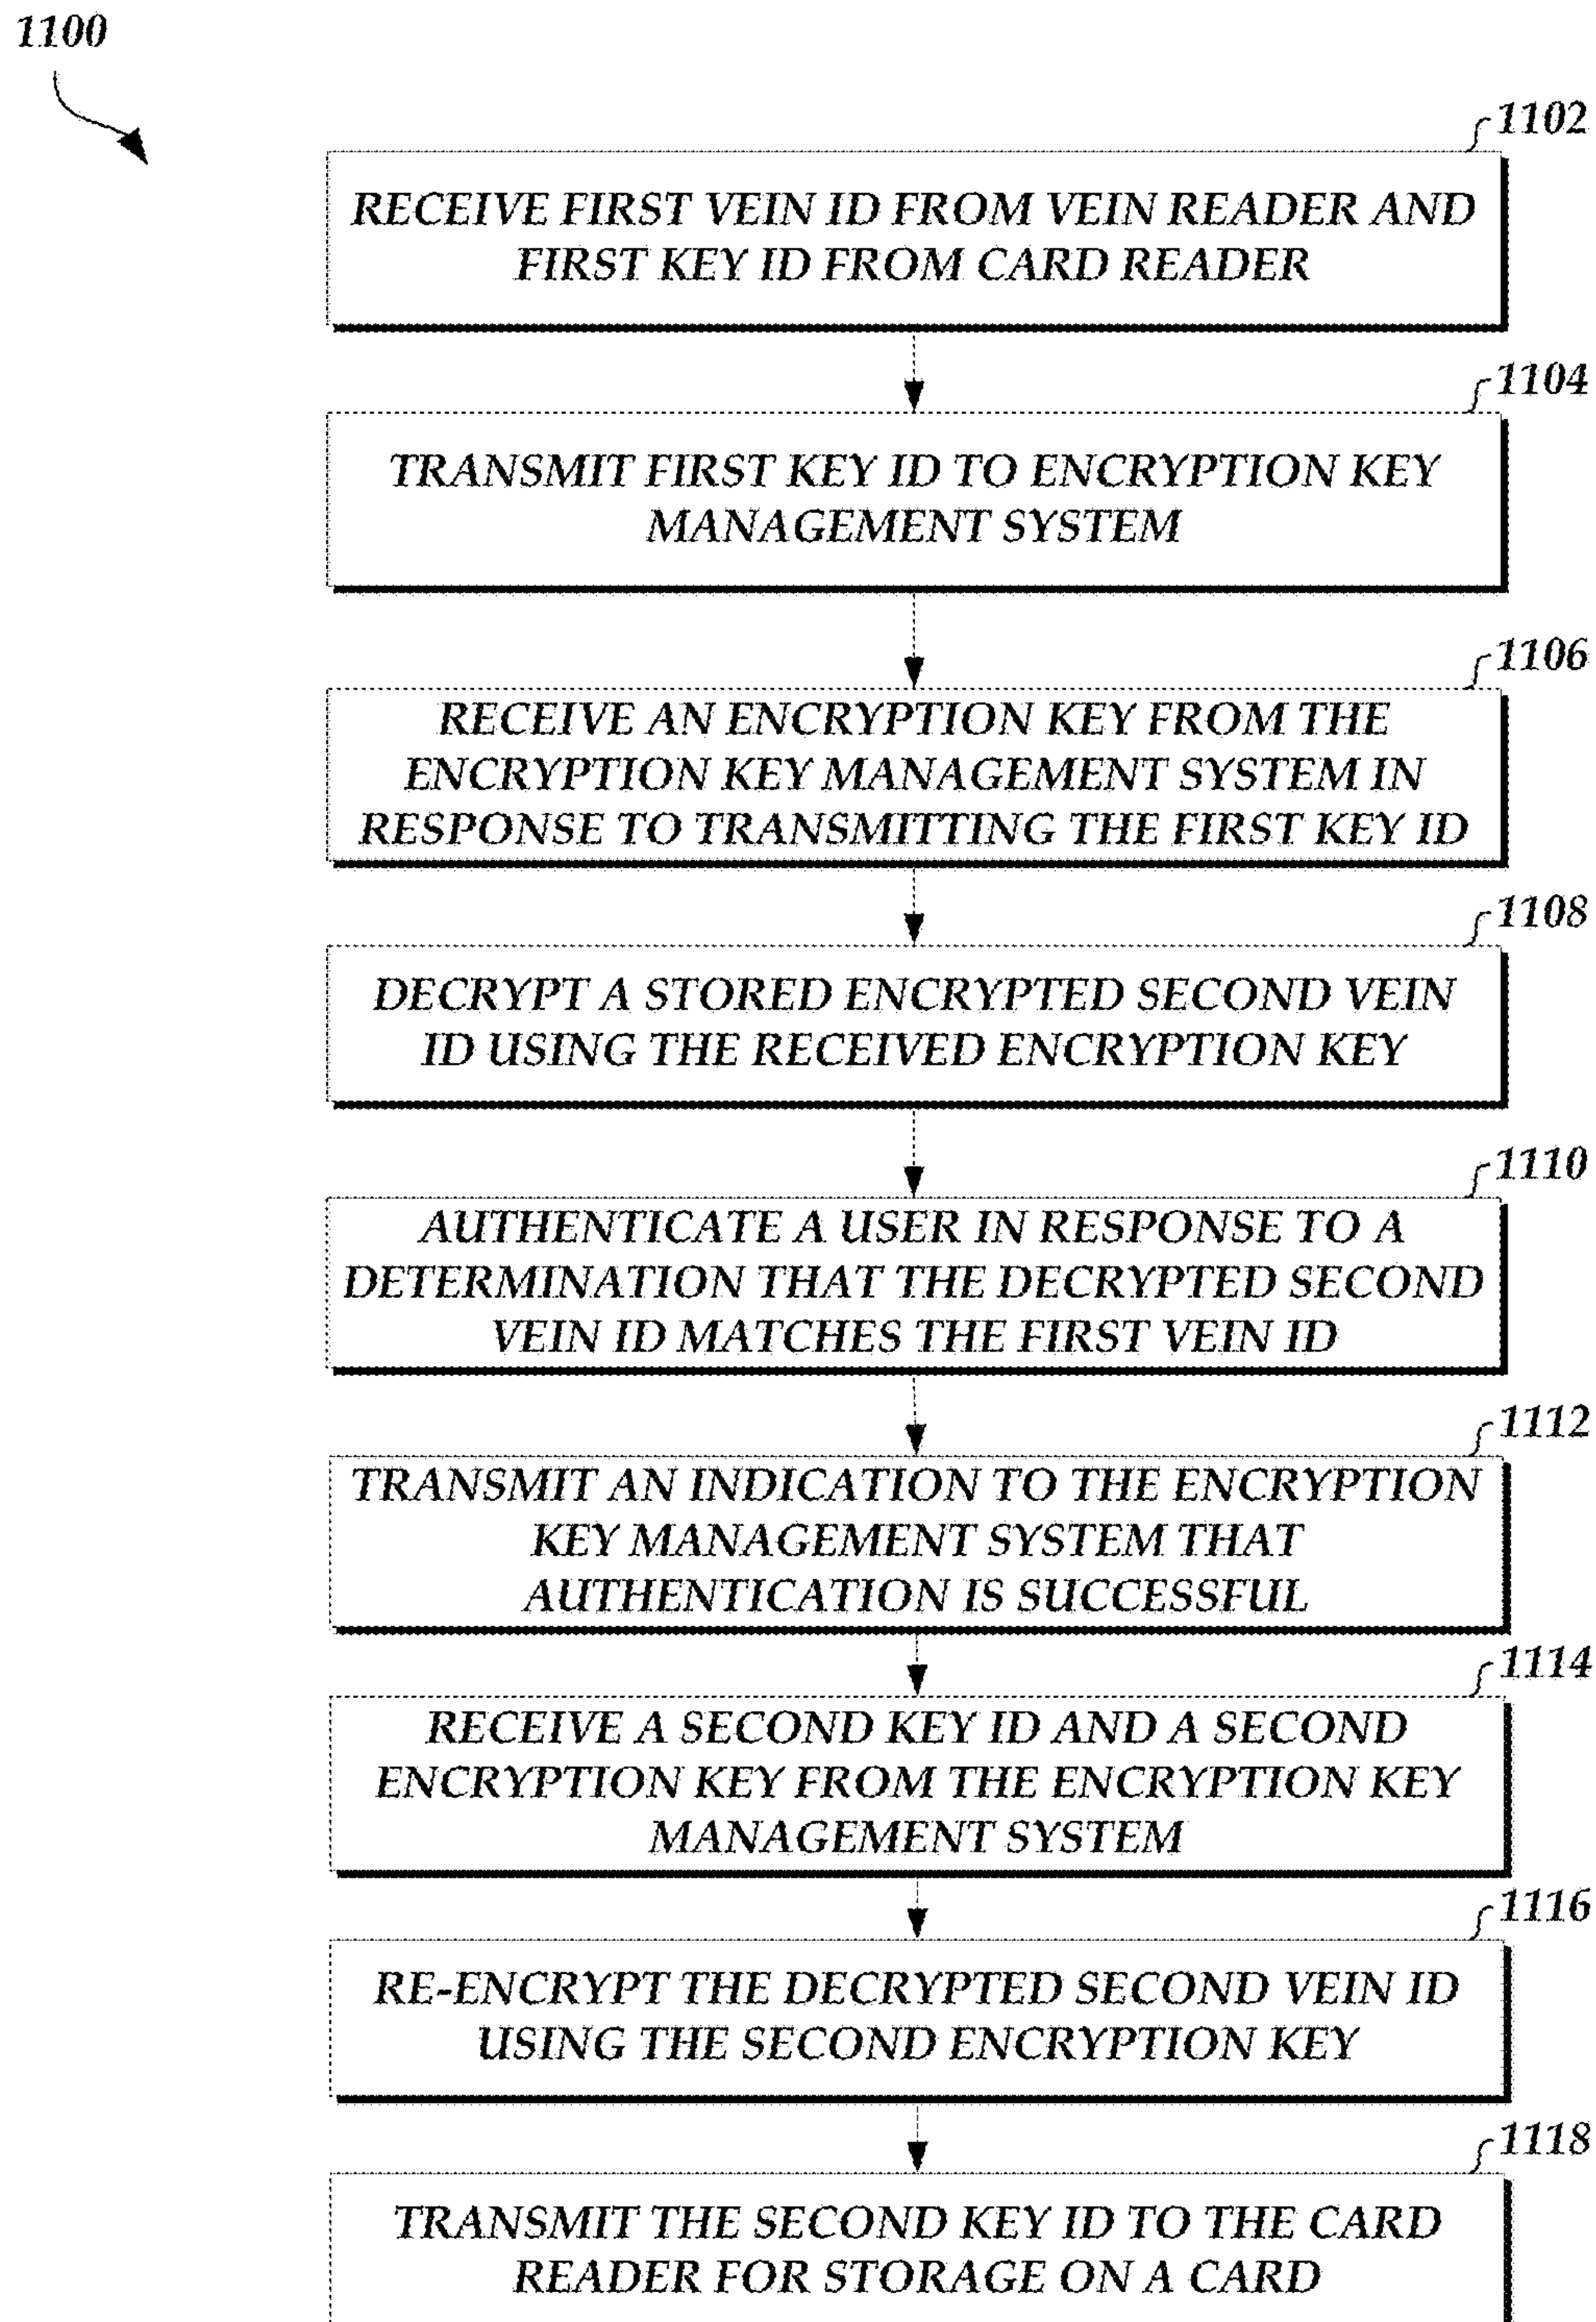 1100
1102
RECEIVE FIRST VEIN ID FROM VEIN READER AND
FIRST KEY ID FROM CARD READER
1104
TRANSMIT FIRST KEY ID TO ENCRYPTION KEY
MANAGEMENT SYSTEM
1106
RECEIVE AN ENCRYPTION KEY FROM THE
ENCRYPTION KEY MANAGEMENT SYSTEM IN
RESPONSE TO TRANSMITTING THE FIRST KEY ID
1108
DECRYPT A STORED ENCRYPTED SECOND VEIN
ID USING THE RECEIVED ENCRYPTION KEY
1110
AUTHENTICATE A USER IN RESPONSE TO A
DETERMINATION THAT THE DECRYPTED SECOND
VEIN ID MATCHES THE FIRST VEIN ID
1112
TRANSMIT AN INDICATION TO THE ENCRYPTION
KEY MANAGEMENT SYSTEM THAT
AUTHENTICATION IS SUCCESSFUL
1114
RECEIVE A SECOND KEY ID AND A SECOND
ENCRYPTION KEY FROM THE ENCRYPTION KEY
MANAGEMENT SYSTEM
1116
RE-ENCRYPT THE DECRYPTED SECOND VEIN ID
USING THE SECOND ENCRYPTION KEY
1118
TRANSMIT THE SECOND KEY ID TO THE CARD
READER FOR STORAGE ON A CARD